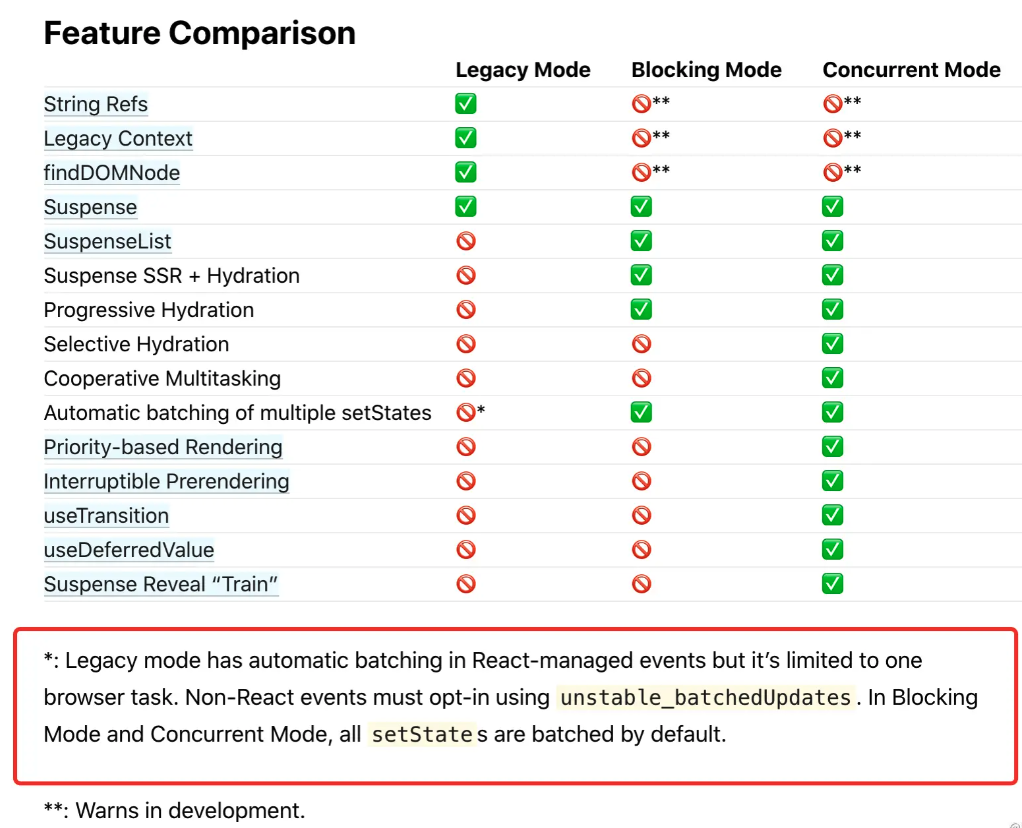 Feature Comparison
Legacy Mode Blocking Mode Concurrent Mode
String Refs ✅ 🚫** 🚫**
Legacy Context ✅ 🚫** 🚫**
findDOMNode ✅ 🚫** 🚫**
Suspense ✅ ✅ ✅
SuspenseList 🚫 ✅ ✅
Suspense SSR + Hydration 🚫 ✅ ✅
Progressive Hydration 🚫 ✅ ✅
Selective Hydration 🚫 🚫 ✅
Cooperative Multitasking 🚫 🚫 ✅
Automatic batching of multiple setStates 🚫* ✅ ✅
Priority-based Rendering 🚫 🚫 ✅
Interruptible Prerendering 🚫 🚫 ✅
useTransition 🚫 🚫 ✅
useDeferredValue 🚫 🚫 ✅
Suspense Reveal “Train” 🚫 🚫 ✅
*: Legacy mode has automatic batching in React-managed events but it’s limited to one
browser task. Non-React events must opt-in using unstable_batchedUpdates. In Blocking
Mode and Concurrent Mode, all setStates are batched by default.
**: Warns in development.